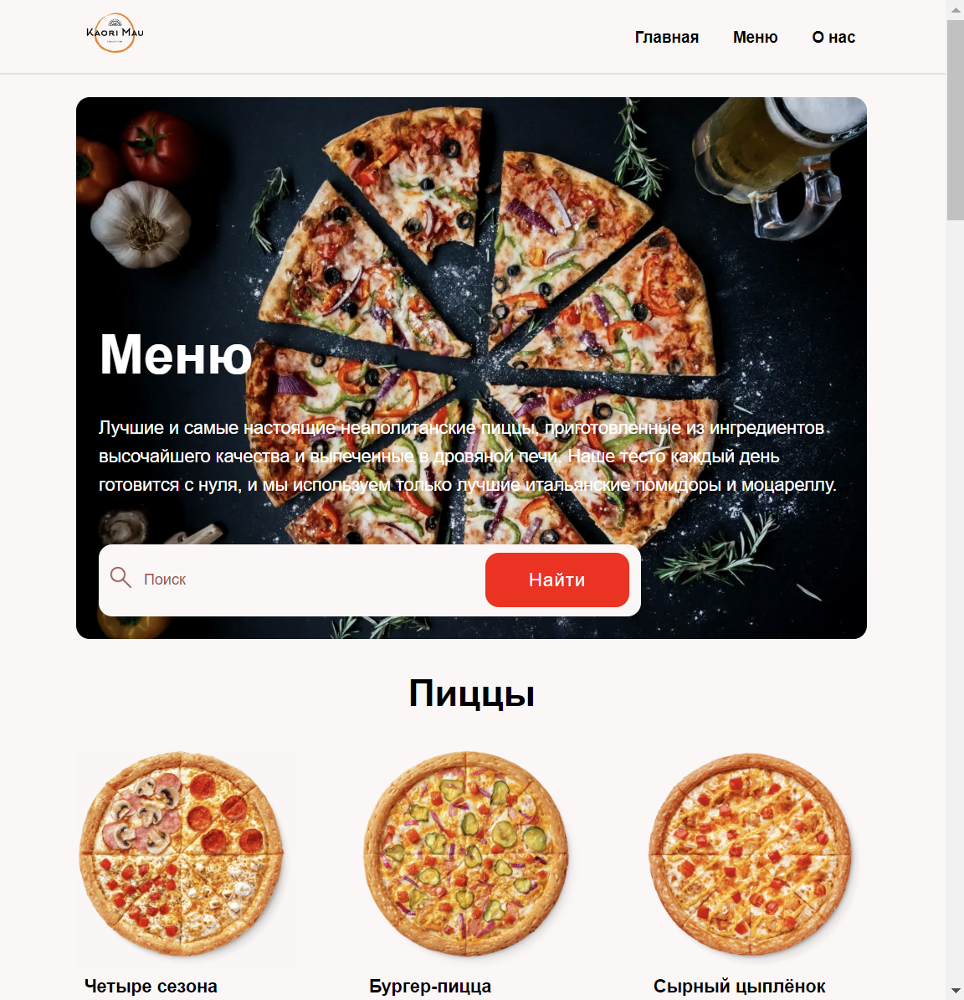 KAORI MAU
Главная
Меню
О нас
Меню
Лучшие и самые настоящие неаполитанские пиццы, приготовленные из ингредиентов
высочайшего качества и выпеченные в дровяной печи. Наше тесто каждый день
готовится с нуля, и мы используем только лучшие итальянские помидоры и моцареллу.
Поиск
Найти
Пиццы
Четыре сезона
Бургер-пицца
Сырный цыплёнок